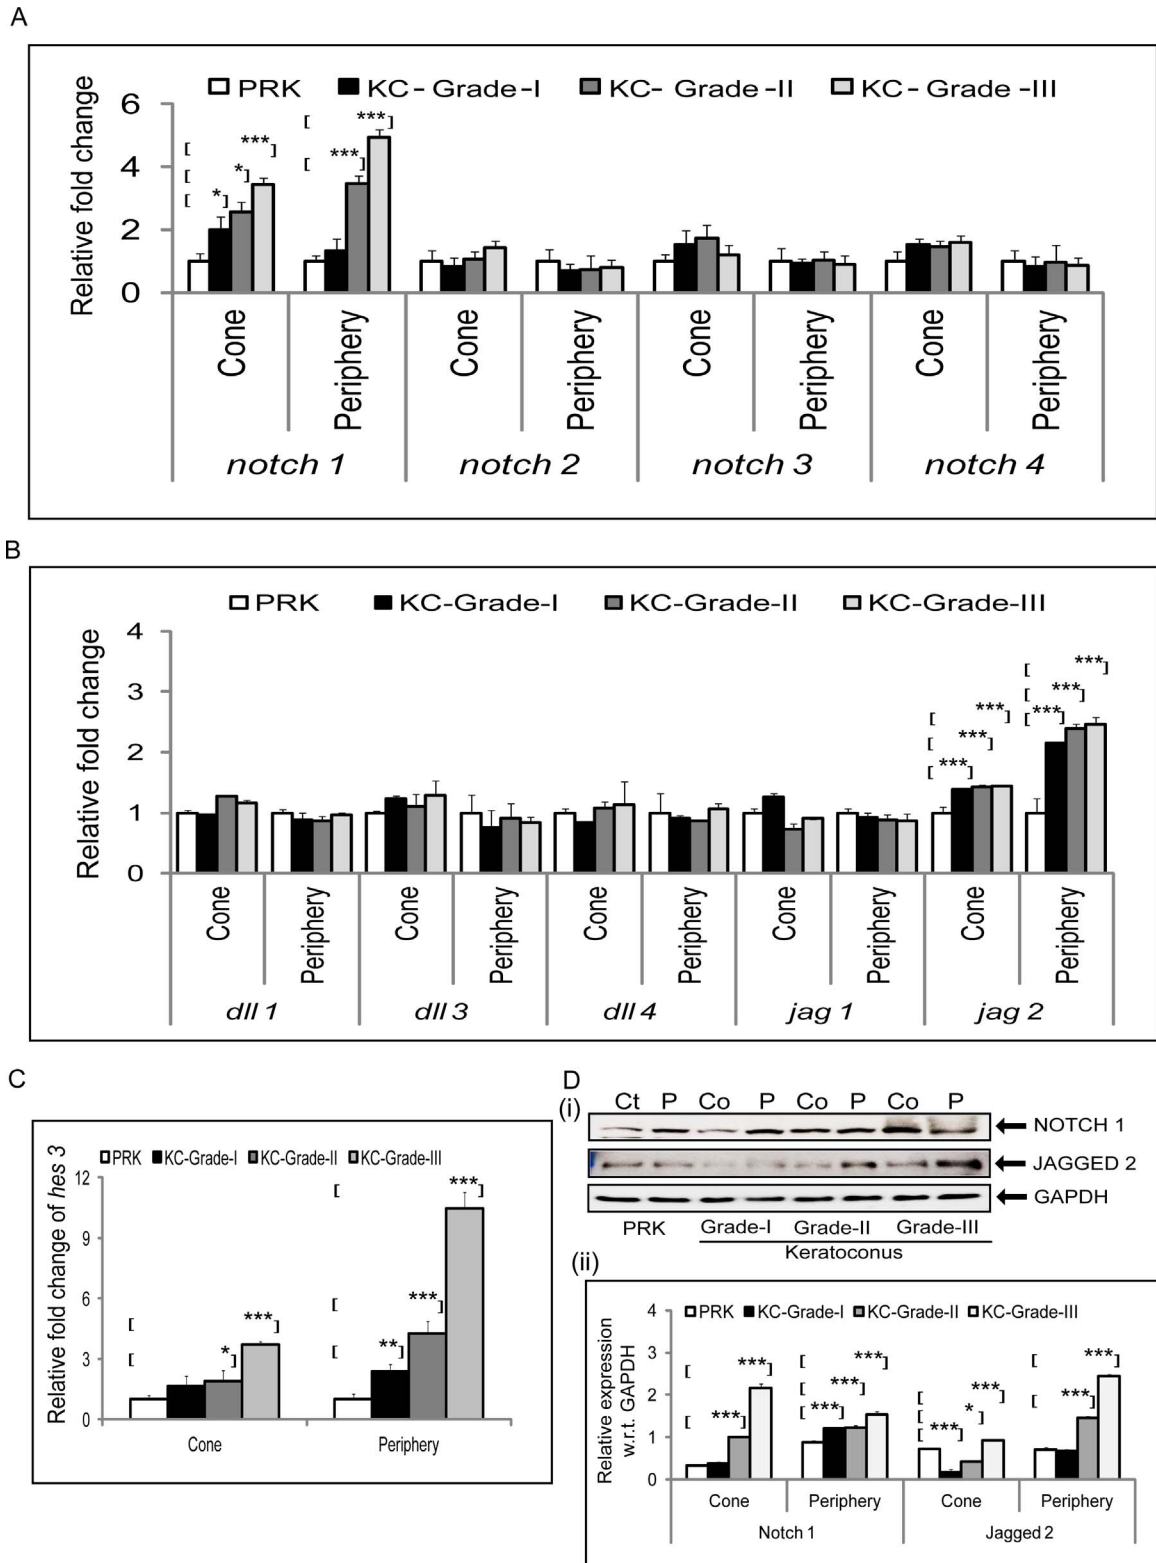 A
PRK KC- Grade-I KC- Grade -II KC- Grade -III
Relative fold change
6
4
2
0
[ ***]
[ *]
[ *]
[ ***]
[ ***]
Cone Periphery Cone Periphery Cone Periphery Cone Periphery
notch 1 notch 2 notch 3 notch 4
B
PRK KC-Grade-I KC-Grade-II KC-Grade-III
Relative fold change
4
3
2
1
0
[ ***]
[ ***]
[ ***]
[ ***]
[ ***]
[***]
Cone Periphery Cone Periphery Cone Periphery Cone Periphery Cone Periphery
dll 1 dll 3 dll 4 jag 1 jag 2
C
PRK KC-Grade-I KC-Grade-II KC-Grade-III
Relative fold change of hes 3
12
9
6
3
0
[ ***]
[ *]
[ ***]
[ ***]
[ **]
Cone Periphery
D
(i)
Ct P Co P Co P Co P
NOTCH 1
JAGGED 2
GAPDH
PRK Grade-I Grade-II Grade-III
Keratoconus
(ii)
PRK KC-Grade-I KC-Grade-II KC-Grade-III
Relative expression
w.r.t. GAPDH
4
3
2
1
0
[ ***]
[ ***]
[ ***]
[ ***]
[ ***]
[ ***]
[ *]
[ ***]
[ ***]
[ ***]
Cone Periphery Cone Periphery
Notch 1 Jagged 2